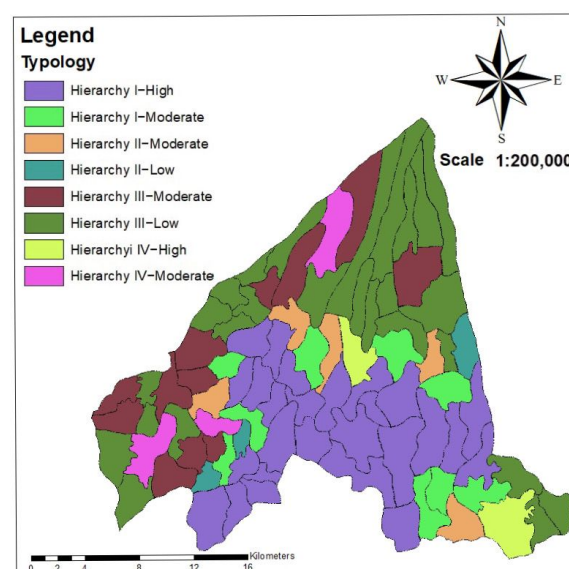 Legend
Typology
Hierarchy I-High
Hierarchy I-Moderate
Hierarchy II-Moderate
Hierarchy II-Low
Hierarchy III-Moderate
Hierarchy III-Low
Hierarchyi IV-High
Hierarchy IV-Moderate
N
W E
S
Scale 1:200,000
Kilometers
0 2 4 8 12 16